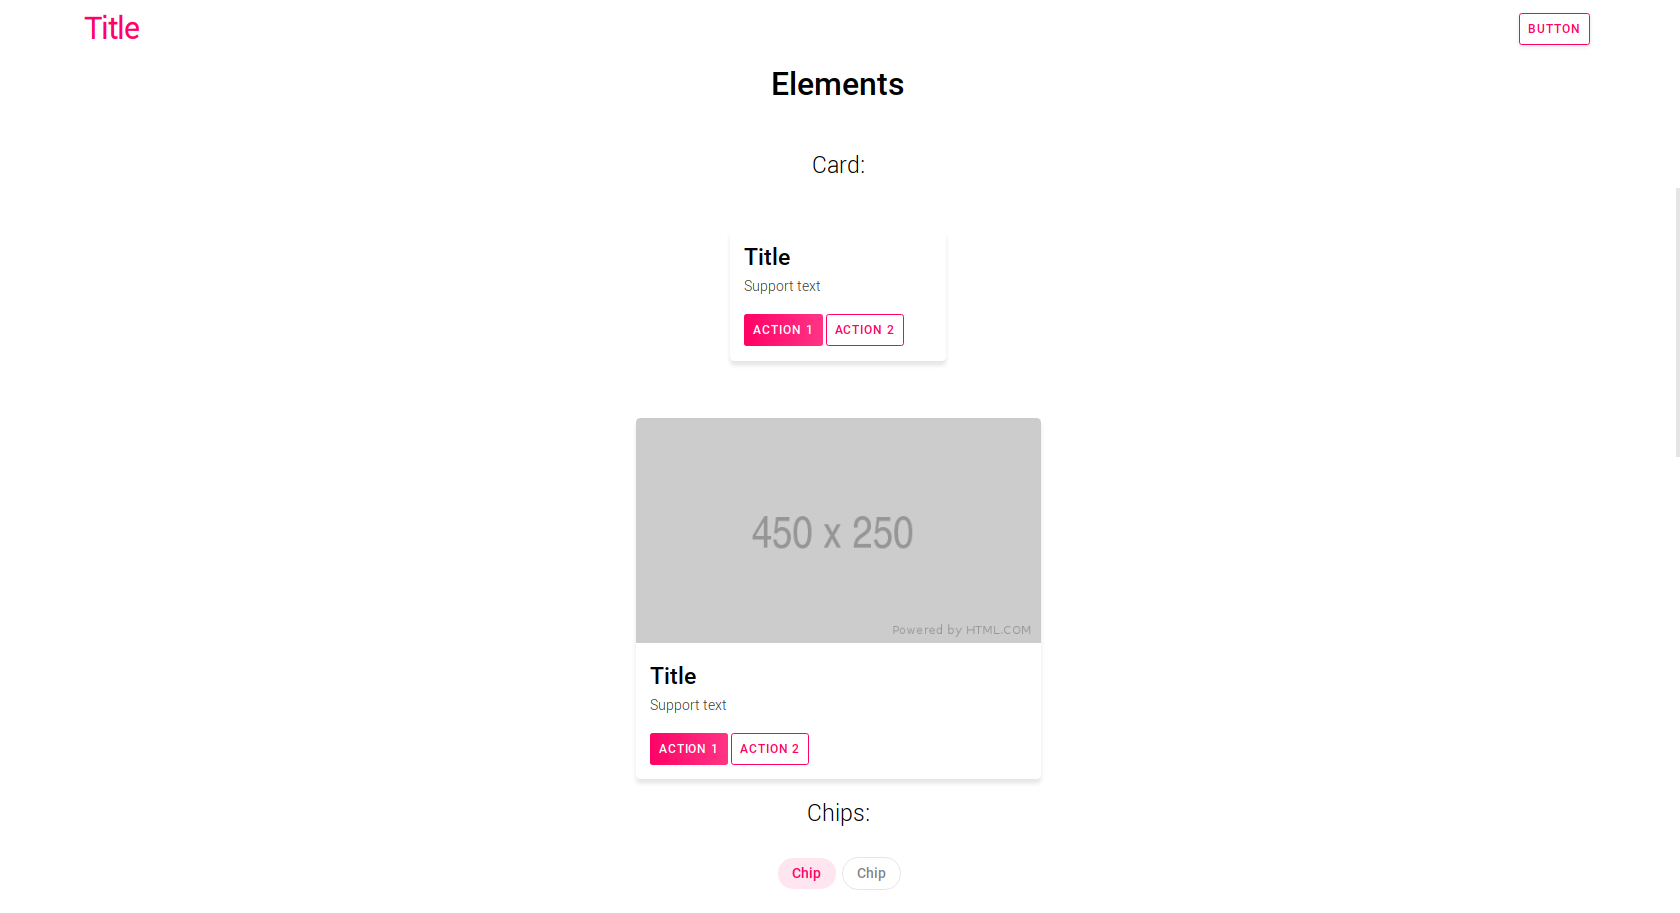 Title
BUTTON
Elements
Card:
Title
Support text
ACTION 1 ACTION 2
450 x 250
Powered by HTML.COM
Title
Support text
ACTION 1 ACTION 2
Chips:
Chip Chip